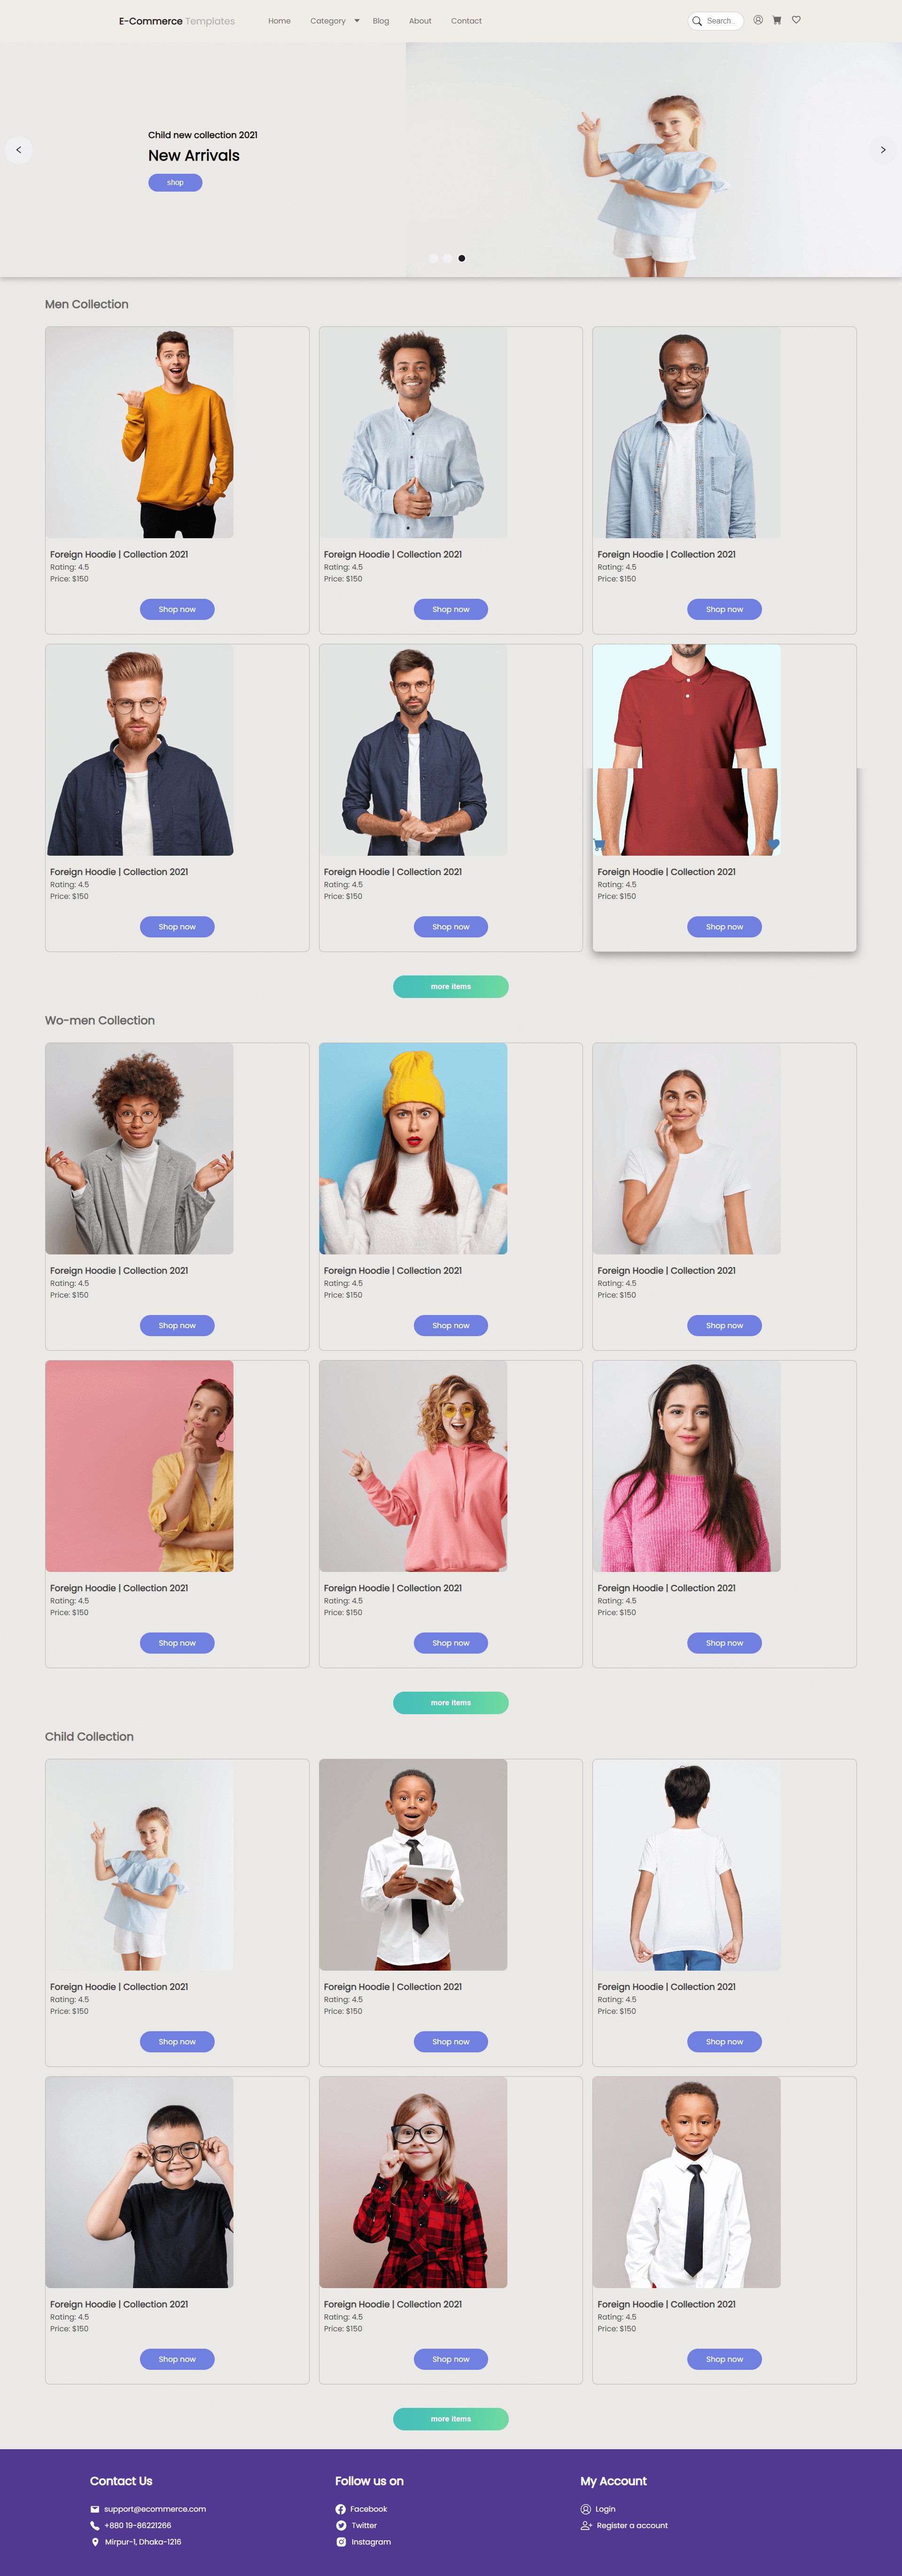 E-Commerce Templates
Home Category Blog About Contact
Search..
Child new collection 2021
New Arrivals
shop
Men Collection
Foreign Hoodie | Collection 2021
Rating: 4.5
Price: $150
Shop now
Foreign Hoodie | Collection 2021
Rating: 4.5
Price: $150
Shop now
Foreign Hoodie | Collection 2021
Rating: 4.5
Price: $150
Shop now
Foreign Hoodie | Collection 2021
Rating: 4.5
Price: $150
Shop now
Foreign Hoodie | Collection 2021
Rating: 4.5
Price: $150
Shop now
Foreign Hoodie | Collection 2021
Rating: 4.5
Price: $150
Shop now
more items
Wo-men Collection
Foreign Hoodie | Collection 2021
Rating: 4.5
Price: $150
Shop now
Foreign Hoodie | Collection 2021
Rating: 4.5
Price: $150
Shop now
Foreign Hoodie | Collection 2021
Rating: 4.5
Price: $150
Shop now
Foreign Hoodie | Collection 2021
Rating: 4.5
Price: $150
Shop now
Foreign Hoodie | Collection 2021
Rating: 4.5
Price: $150
Shop now
Foreign Hoodie | Collection 2021
Rating: 4.5
Price: $150
Shop now
more items
Child Collection
Foreign Hoodie | Collection 2021
Rating: 4.5
Price: $150
Shop now
Foreign Hoodie | Collection 2021
Rating: 4.5
Price: $150
Shop now
Foreign Hoodie | Collection 2021
Rating: 4.5
Price: $150
Shop now
Foreign Hoodie | Collection 2021
Rating: 4.5
Price: $150
Shop now
Foreign Hoodie | Collection 2021
Rating: 4.5
Price: $150
Shop now
Foreign Hoodie | Collection 2021
Rating: 4.5
Price: $150
Shop now
more items
Contact Us
support@ecommerce.com
+880 19-86221266
Mirpur-1, Dhaka-1216
Follow us on
Facebook
Twitter
Instagram
My Account
Login
Register a account